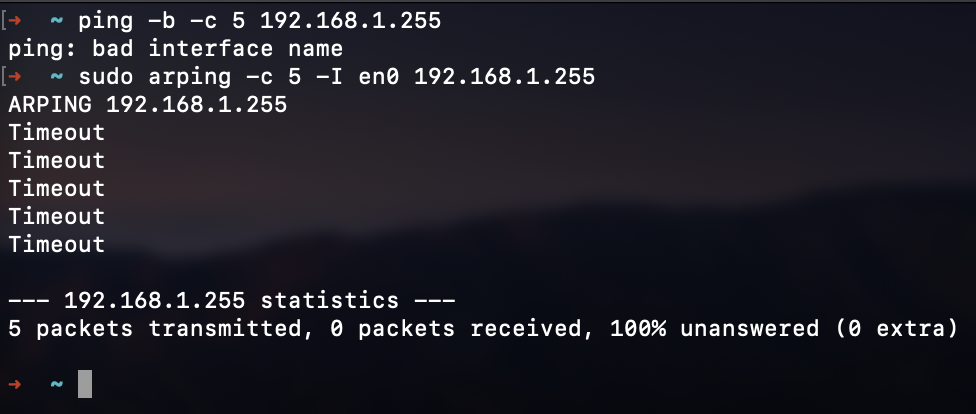 [➜  ~ ping -b -c 5 192.168.1.255
ping: bad interface name
[➜  ~ sudo arping -c 5 -I en0 192.168.1.255
ARPING 192.168.1.255
Timeout
Timeout
Timeout
Timeout
Timeout
--- 192.168.1.255 statistics ---
5 packets transmitted, 0 packets received, 100% unanswered (0 extra)
➜  ~